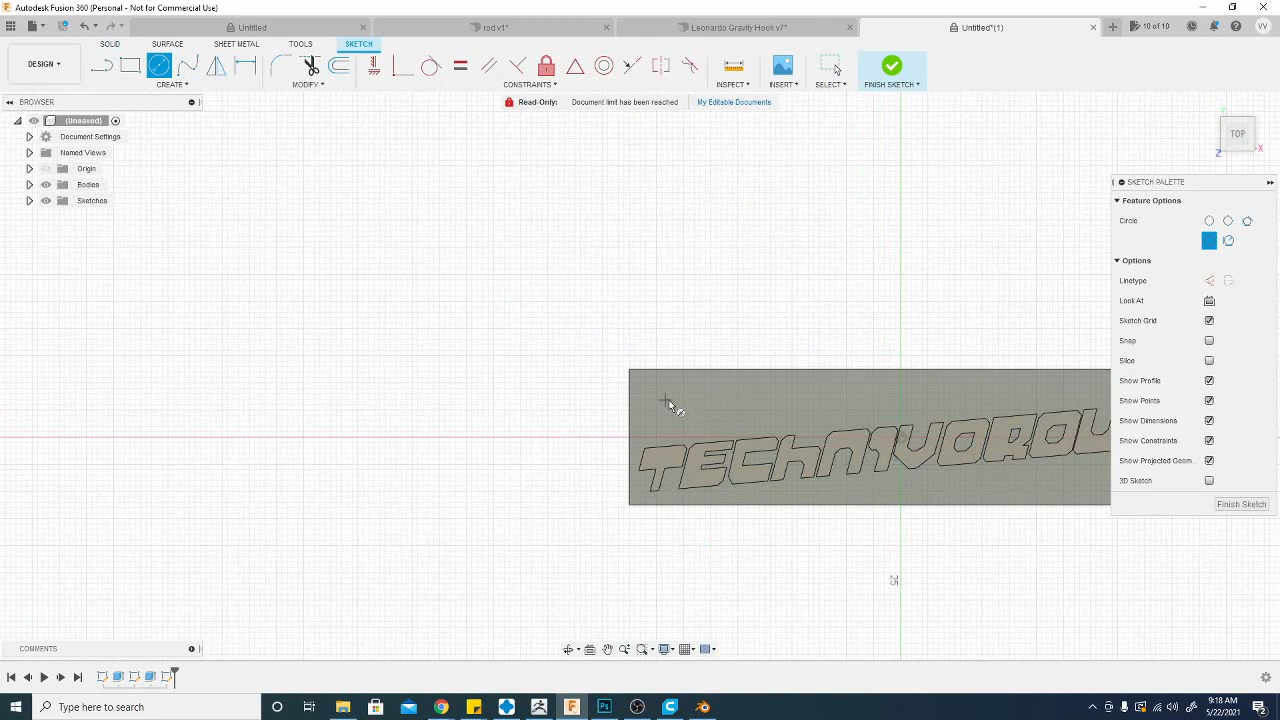 Autodesk Fusion 360 (Personal - Not for Commercial Use)
Untitled
rod v1*
Leonardo Gravity Hook v7*
Untitled*(1)
10 of 10
VV
SURFACE
SHEET METAL
TOOLS
SKETCH
DESIGN
CREATE
MODIFY
CONSTRAINTS
INSPECT
INSERT
SELECT
FINISH SKETCH
BROWSER
Read-Only:
Document limit has been reached
My Editable Documents
(Unsaved)
Document Settings
Named Views
Origin
Bodies
Sketches
TOP
X
Z
SKETCH PALETTE
Feature Options
Circle
Options
Linetype
Look At
Sketch Grid
Snap
Slice
Show Profile
Show Points
Show Dimensions
Show Constraints
Show Projected Geom...
3D Sketch
Finish Sketch
25
COMMENTS
Type here to search
Ps
9:18 AM
5/22/2021
2